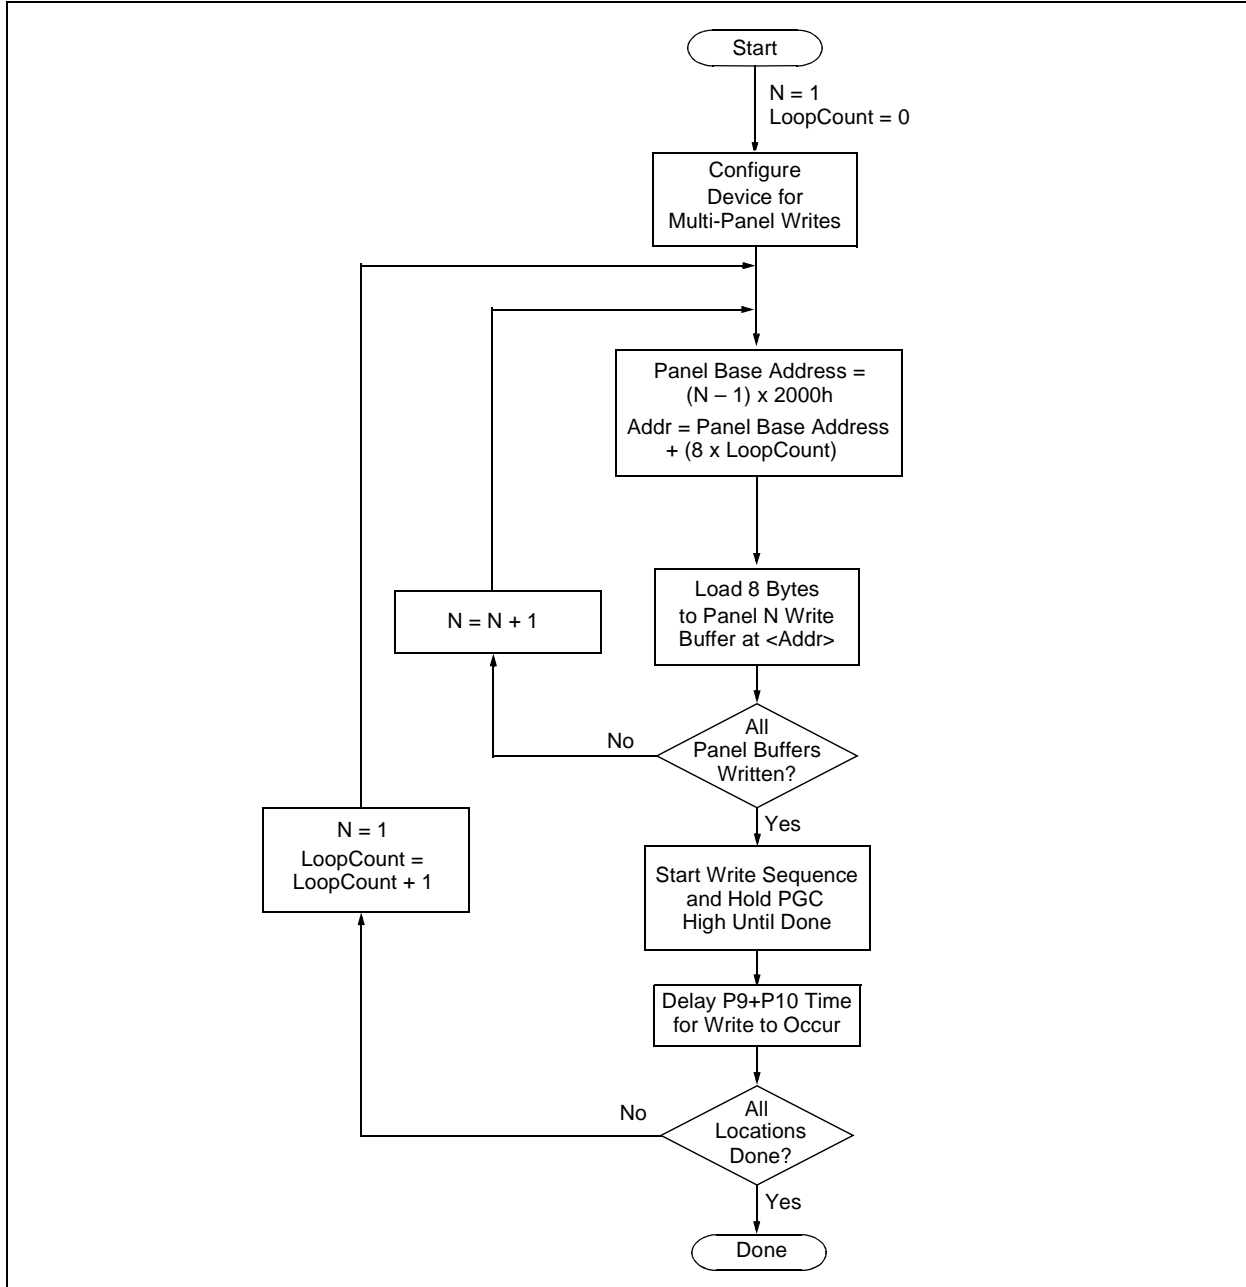 Start
N = 1
LoopCount = 0
Configure
Device for
Multi-Panel Writes
Panel Base Address =
(N – 1) x 2000h
Addr = Panel Base Address
+ (8 x LoopCount)
Load 8 Bytes
to Panel N Write
Buffer at <Addr>
N = N + 1
All
Panel Buffers
Written?
No
Yes
N = 1
LoopCount =
LoopCount + 1
Start Write Sequence
and Hold PGC
High Until Done
Delay P9+P10 Time
for Write to Occur
All
Locations
Done?
No
Yes
Done